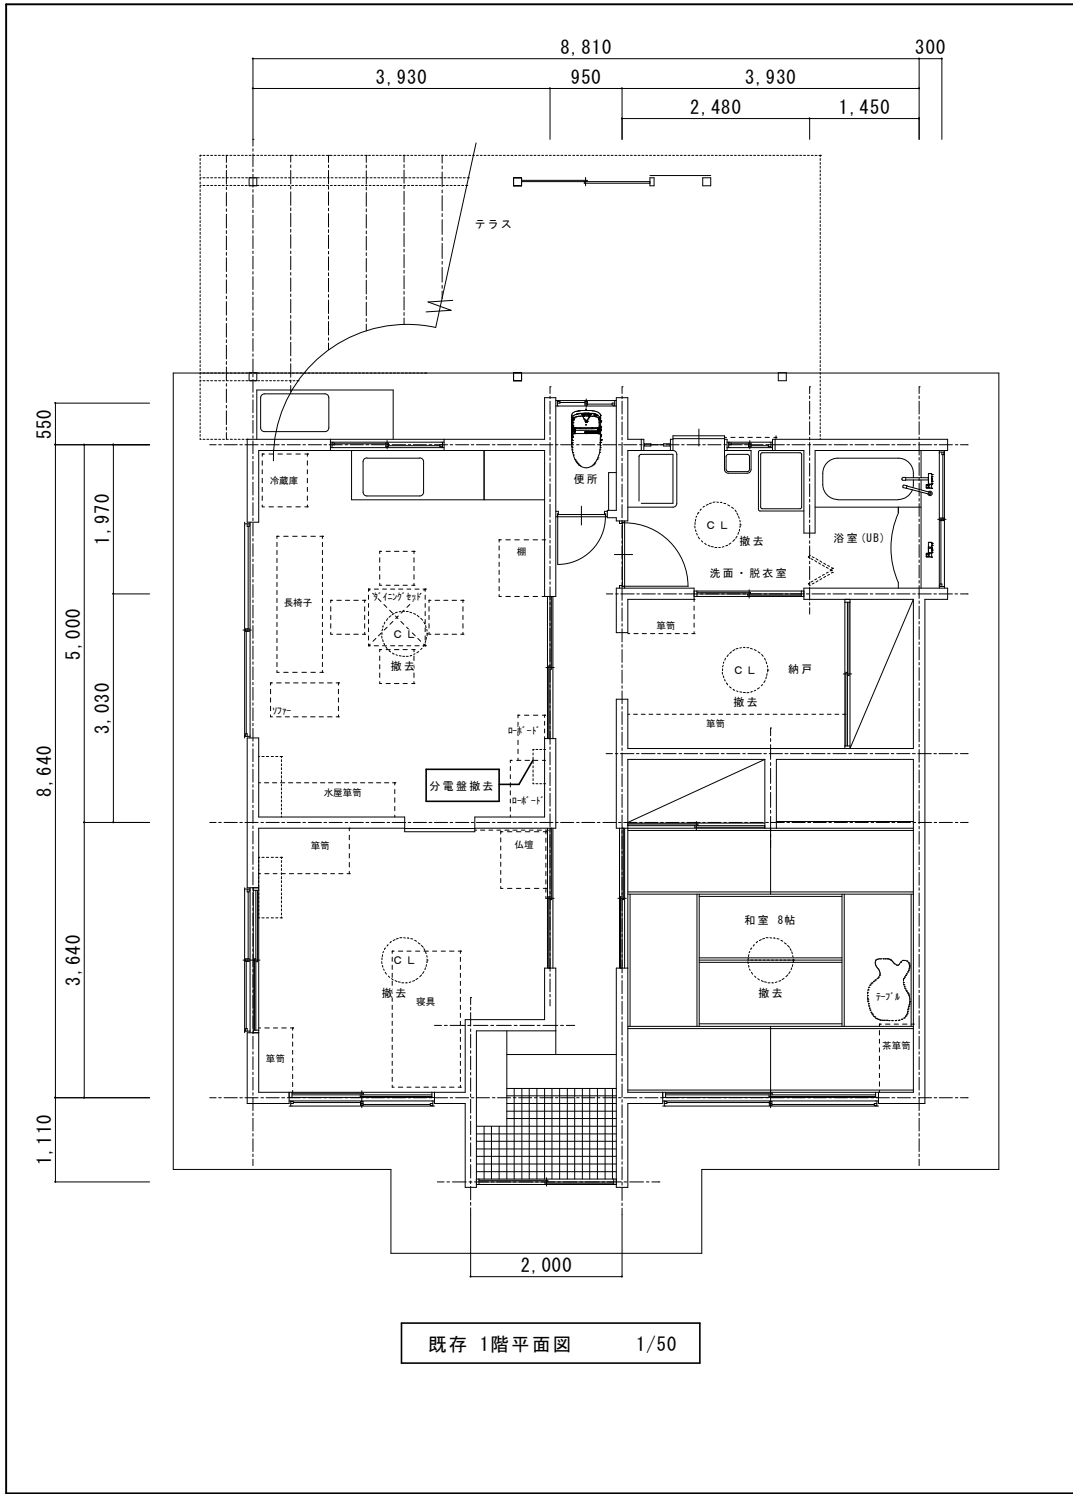 8,810
300
3,930
950
3,930
2,480
1,450
テラス
550
冷蔵庫
便所
1,970
CL
撤去
浴室(UB)
棚
洗面・脱衣室
長椅子
ダイニングセット
箪笥
5,000
CL
撤去
CL
納戸
撤去
3,030
ソファー
箪笥
ローボード
8,640
分電盤撤去
水屋箪笥
ローボード
箪笥
仏壇
和室 8帖
3,640
CL
撤去
寝具
撤去
テーブル
箪笥
茶箪笥
1,110
2,000
既存 1階平面図 1/50